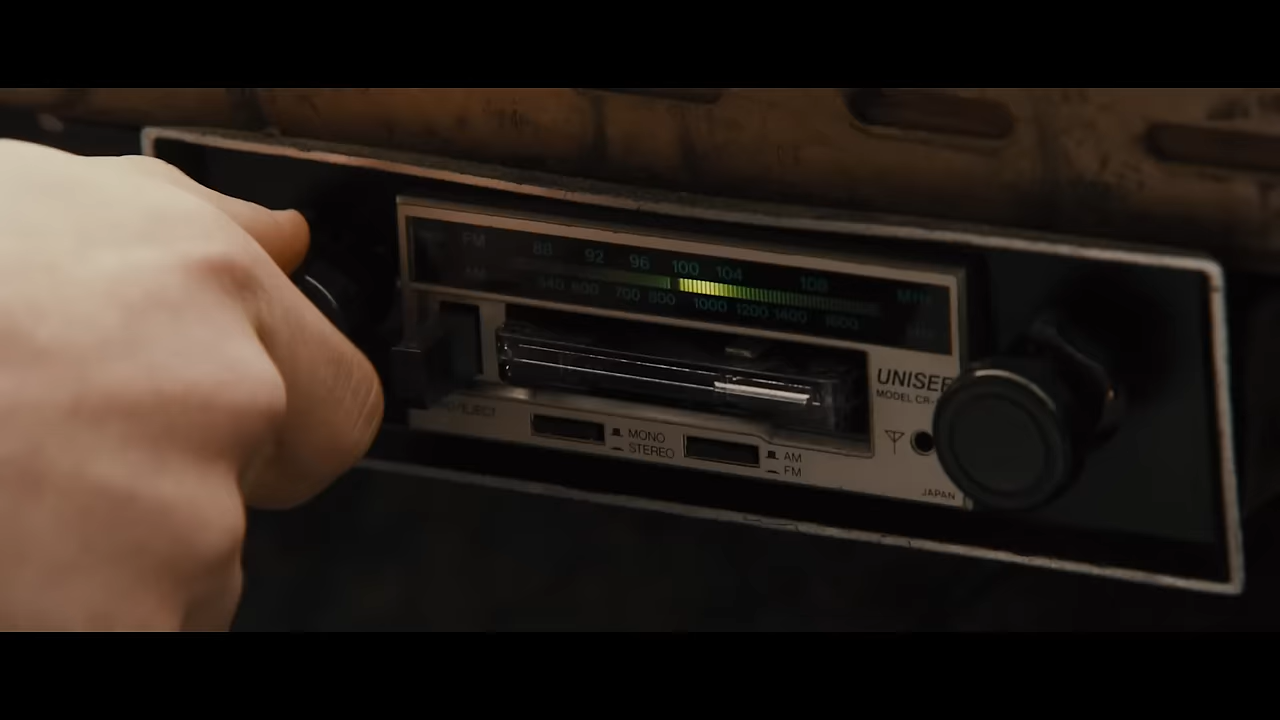 FM 88 92 96 100 104 108 MHz
AM 540 600 700 800 1000 1200 1400 1600
UNISEF
MODEL CR-
EJECT
MONO
STEREO
AM
FM
JAPAN